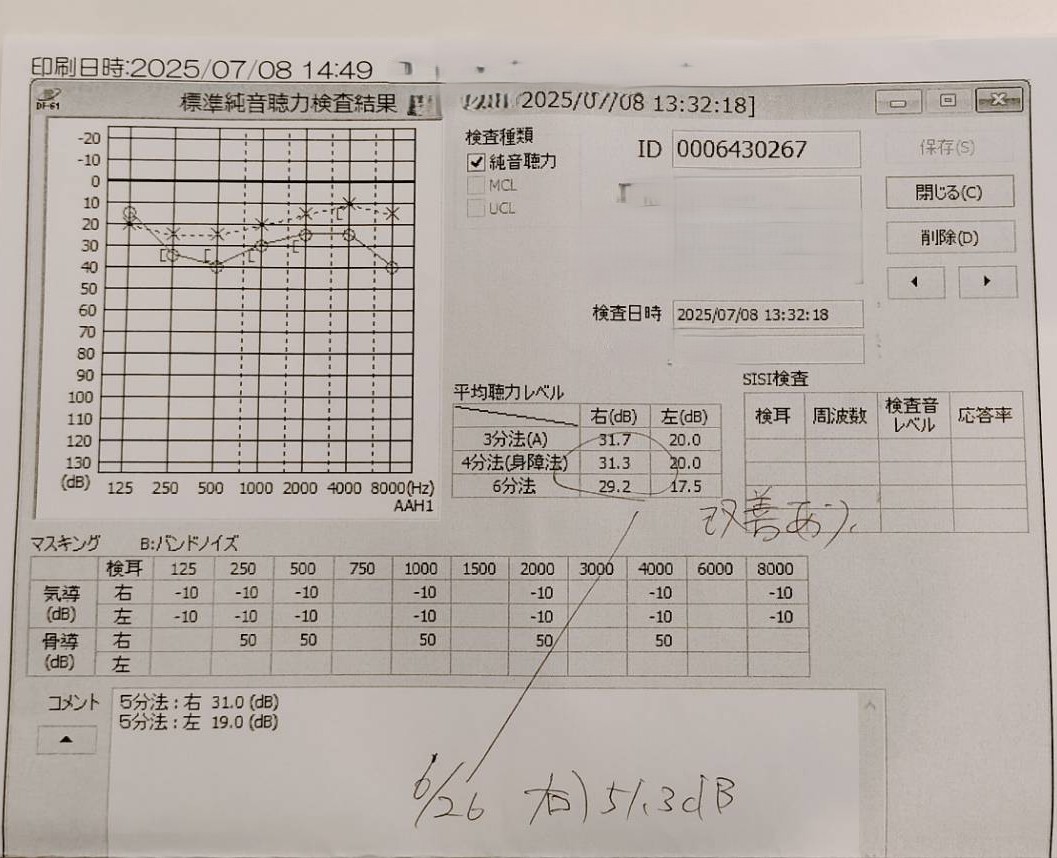 印刷日時:2025/07/08 14:49
DF-61
標準純音聴力検査結果 2025/07/08 13:32:18]
検査種類
✔純音聴力
MCL
UCL
ID 0006430267
保存(S)
閉じる(C)
削除(D)
検査日時 2025/07/08 13:32:18
-20
-10
0
10
20
30
40
50
60
70
80
90
100
110
120
130
(dB)
125 250 500 1000 2000 4000 8000(Hz)
AAH1
平均聴力レベル
右(dB) 左(dB)
3分法(A) 31.7 20.0
4分法(身障法) 31.3 20.0
6分法 29.2 17.5
SISI検査
検耳 周波数 検査音レベル 応答率
改善あり、
マスキング B:バンドノイズ
検耳 125 250 500 750 1000 1500 2000 3000 4000 6000 8000
気導(dB) 右 -10 -10 -10 -10 -10 -10 -10
左 -10 -10 -10 -10 -10 -10 -10
骨導(dB) 右 50 50 50 50 50
左
コメント
5分法:右 31.0 (dB)
5分法:左 19.0 (dB)
6/26 右) 51.3dB